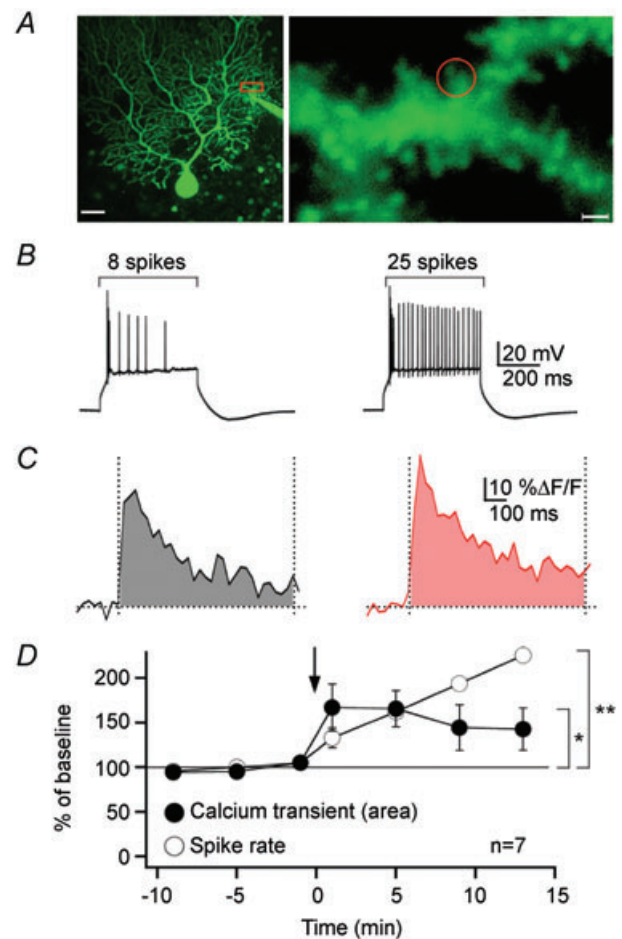 A
B
8 spikes
25 spikes
20 mV
200 ms
C
10 %ΔF/F
100 ms
D
% of baseline
200
150
100
50
0
**
*
Calcium transient (area)
Spike rate
n=7
-10
-5
0
5
10
15
Time (min)